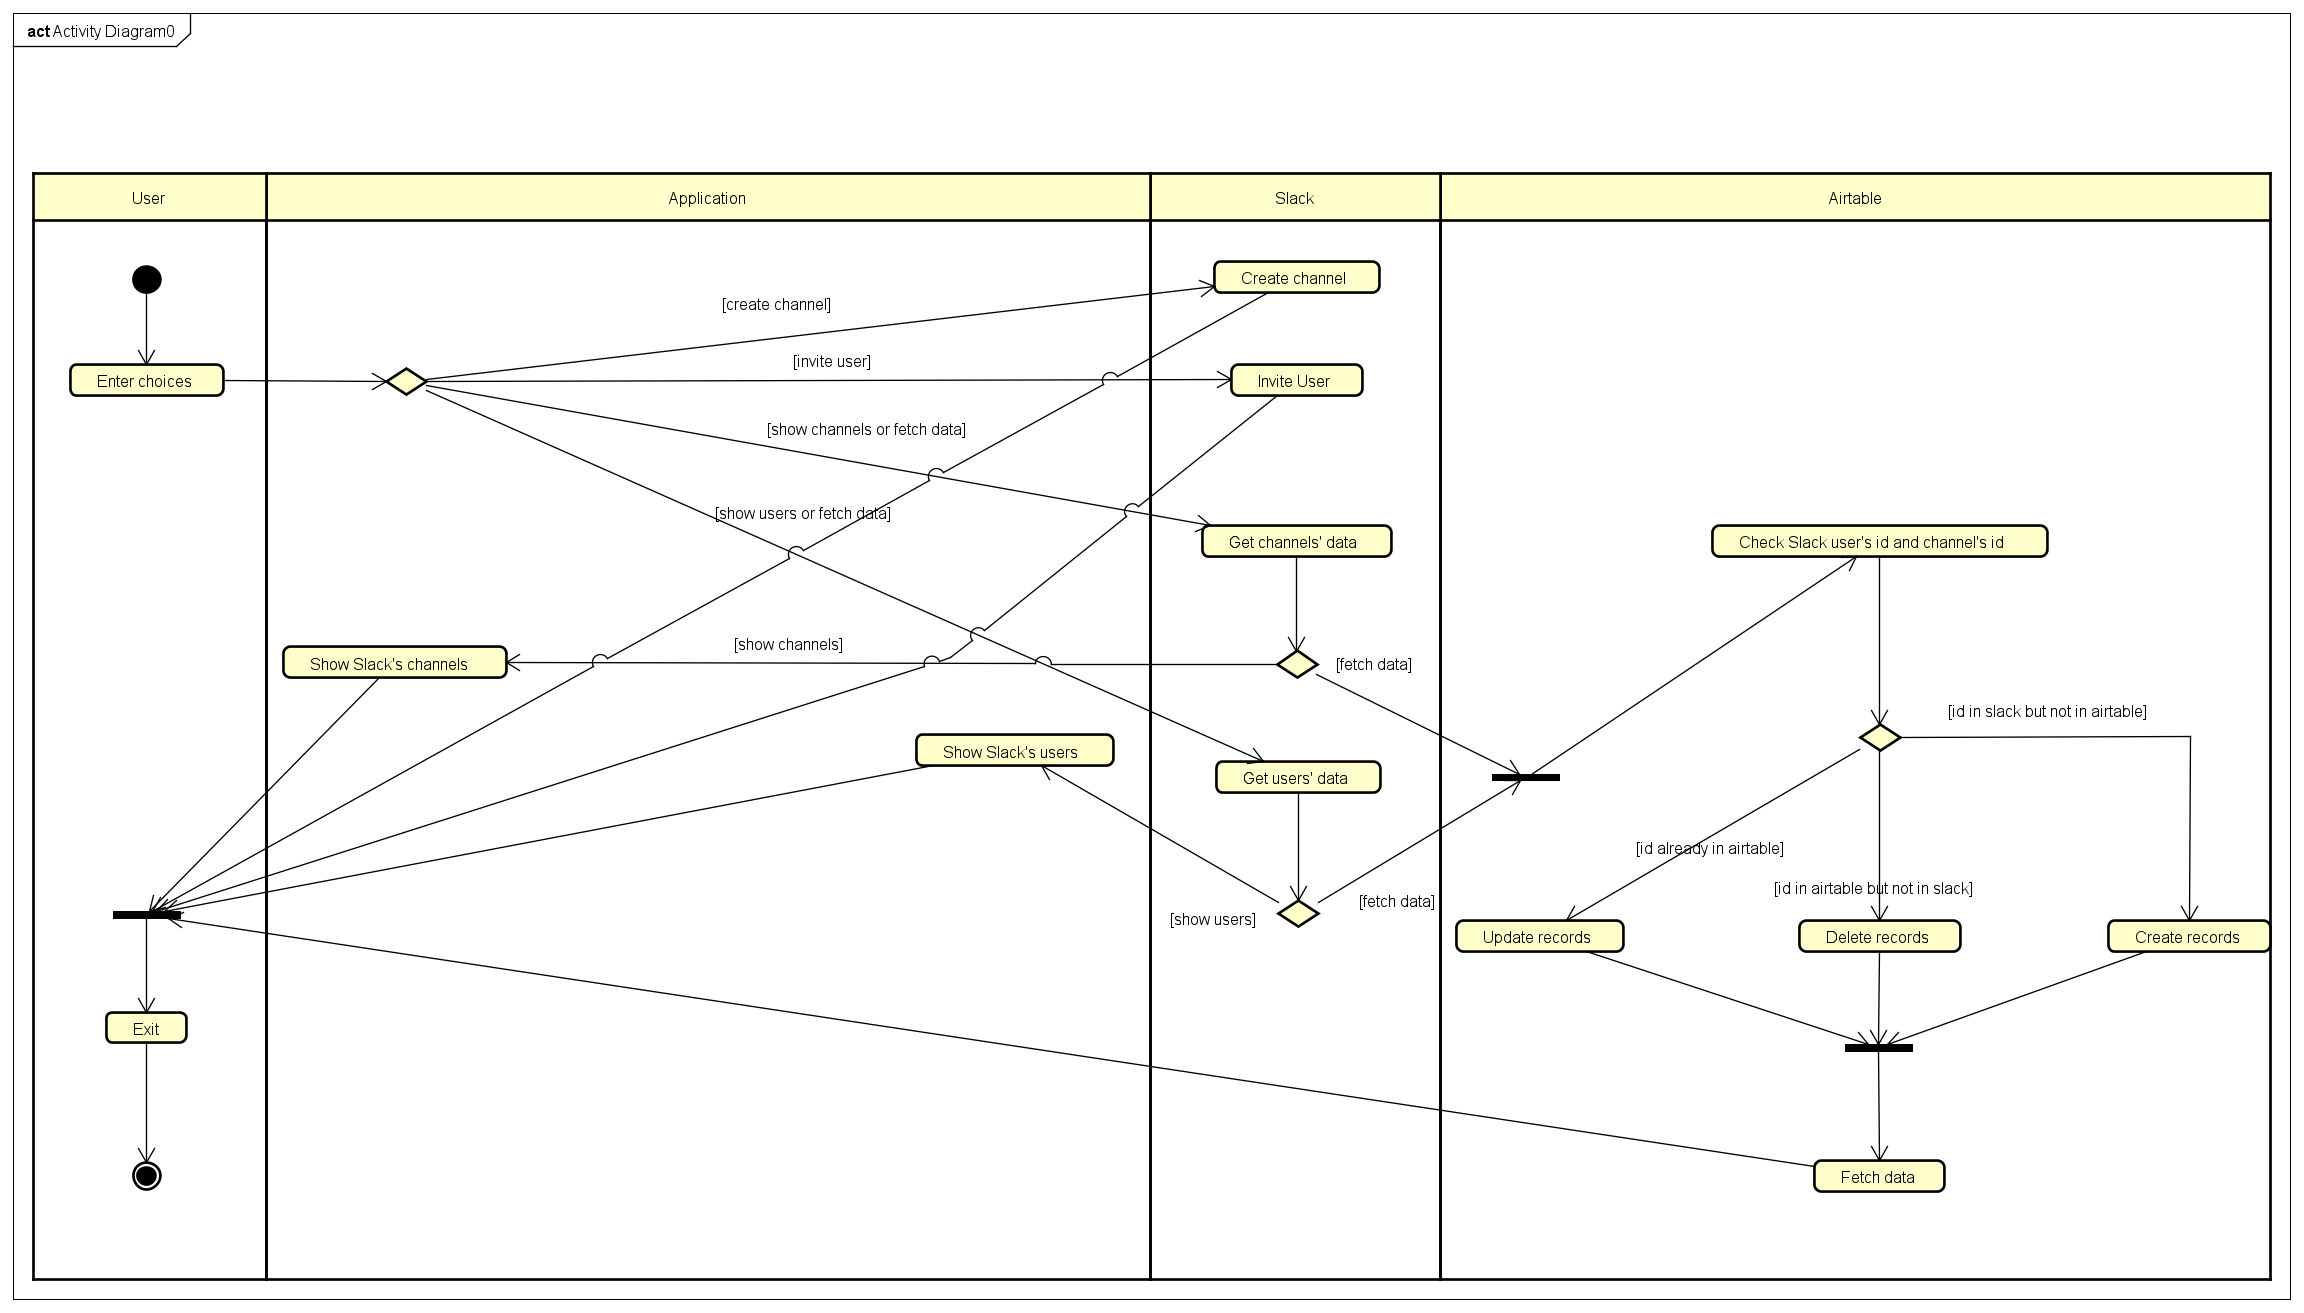 act Activity Diagram0
User
Application
Slack
Airtable
Create channel
[create channel]
[invite user]
Enter choices
Invite User
[show channels or fetch data]
[show users or fetch data]
Get channels' data
Check Slack user's id and channel's id
[show channels]
Show Slack's channels
[fetch data]
[id in slack but not in airtable]
Show Slack's users
Get users' data
[id already in airtable]
[id in airtable but not in slack]
[fetch data]
[show users]
Update records
Delete records
Create records
Exit
Fetch data